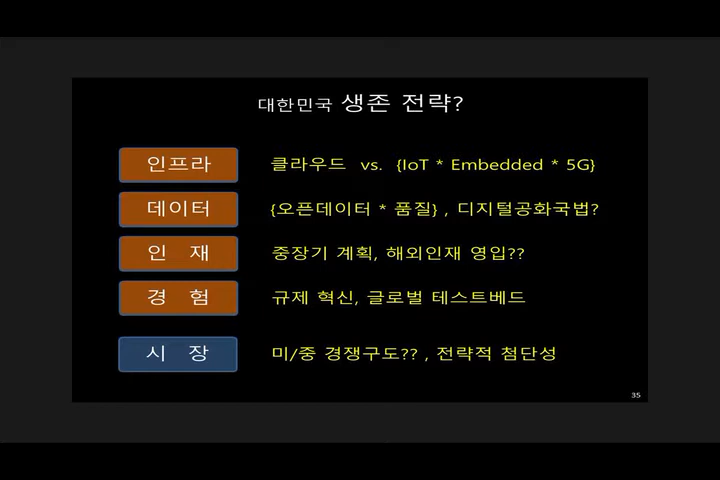 대한민국 생존 전략?
인프라 클라우드 vs. {IoT * Embedded * 5G}
데이터 {오픈데이터 * 품질} , 디지털공화국법?
인 재 중장기 계획, 해외인재 영입??
경 험 규제 혁신, 글로벌 테스트베드
시 장 미/중 경쟁구도?? , 전략적 첨단성
35